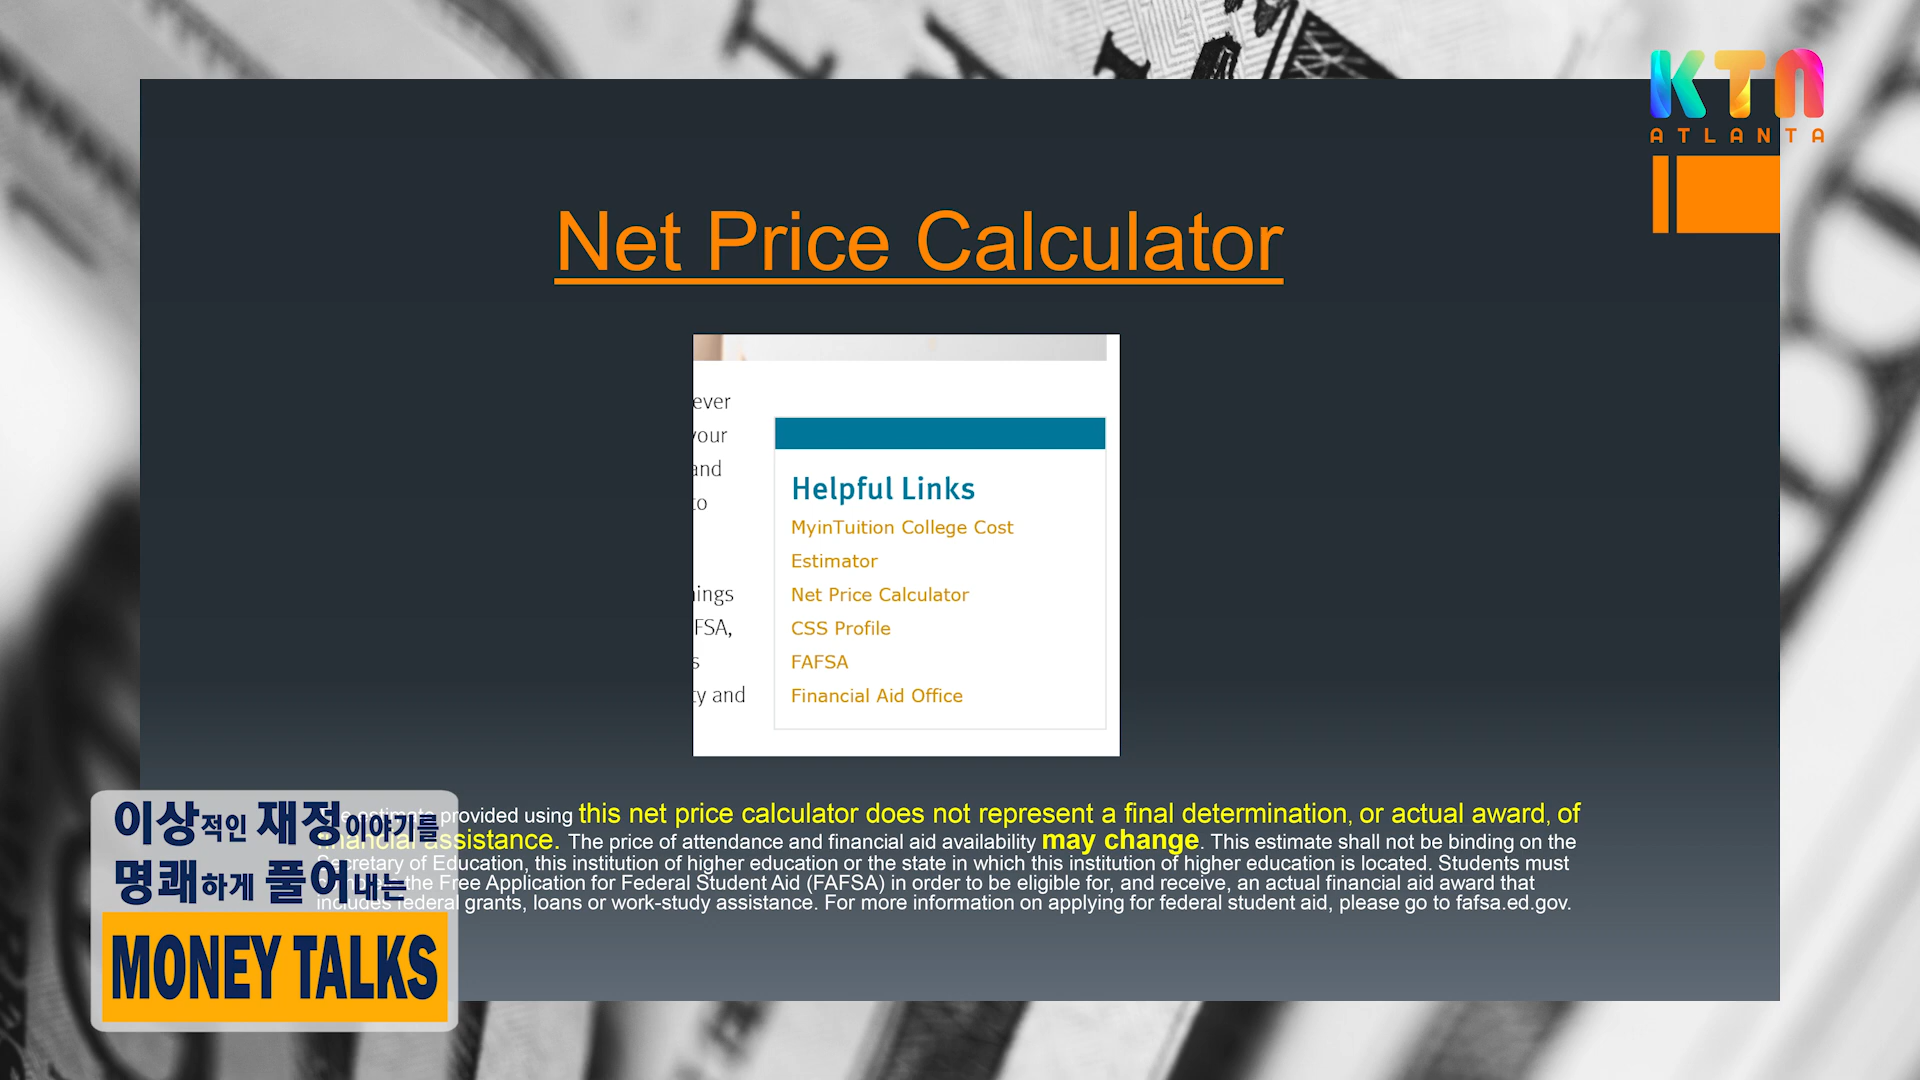 KTN
ATLANTA
Net Price Calculator
ever
your
and
to
Helpful Links
MyinTuition College Cost
Estimator
Net Price Calculator
CSS Profile
FAFSA
Financial Aid Office
ings
FSA,
s
y and
provided using this net price calculator does not represent a final determination, or actual award, of
financial assistance. The price of attendance and financial aid availability may change. This estimate shall not be binding on the
Secretary of Education, this institution of higher education or the state in which this institution of higher education is located. Students must
the Free Application for Federal Student Aid (FAFSA) in order to be eligible for, and receive, an actual financial aid award that
includes federal grants, loans or work-study assistance. For more information on applying for federal student aid, please go to fafsa.ed.gov.
이상적인 재정이야기를
명쾌하게 풀어내는
MONEY TALKS